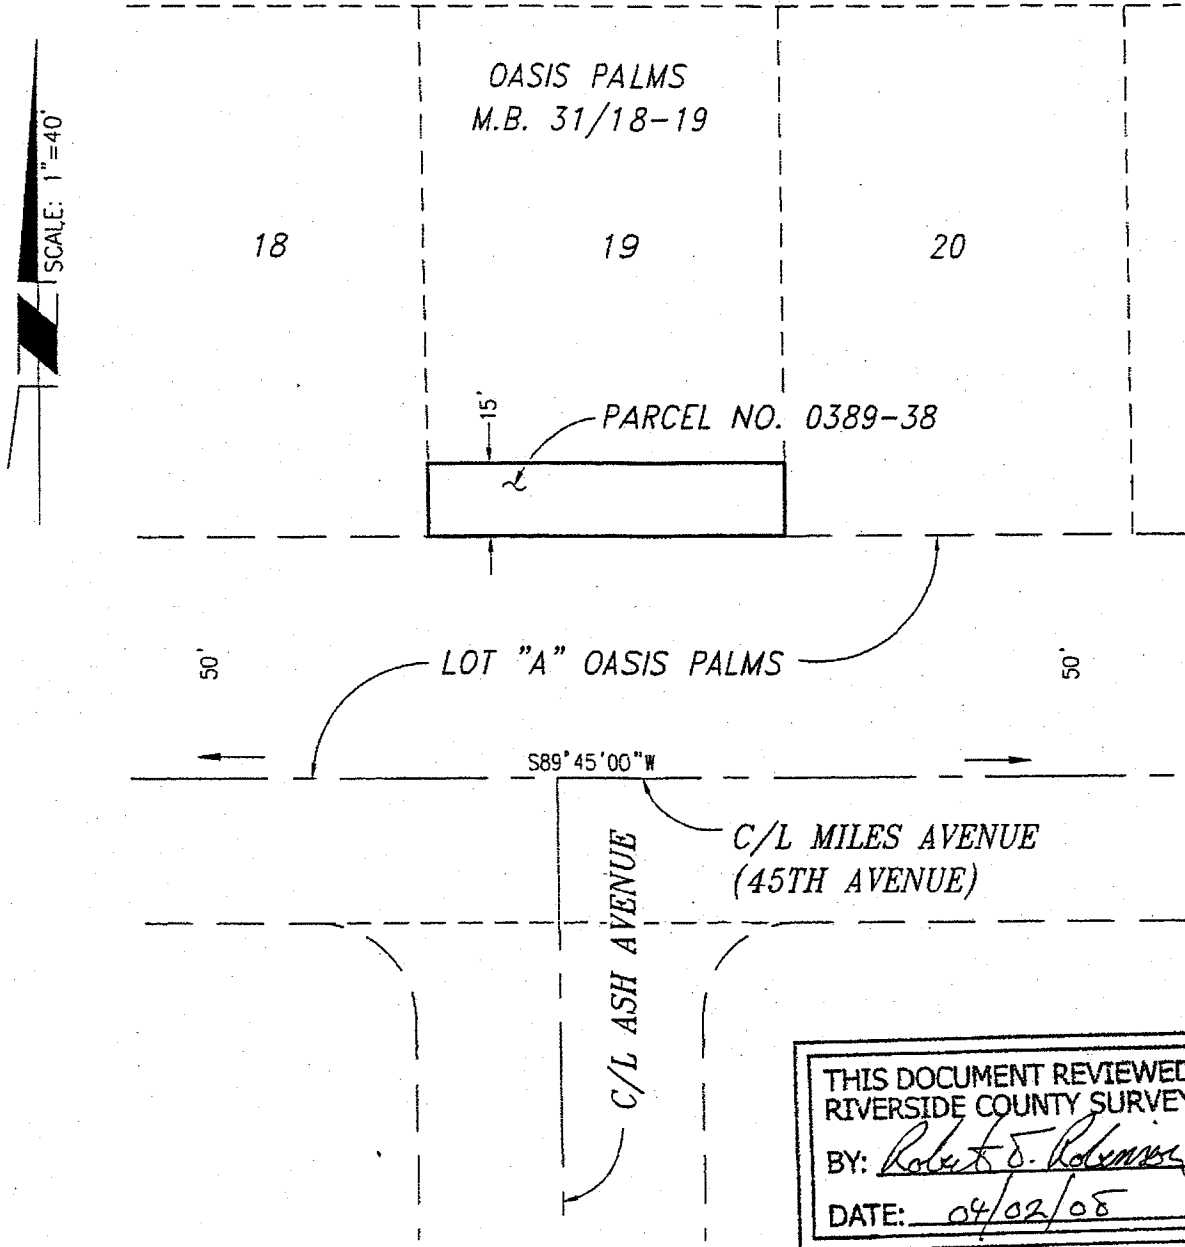 OASIS PALMS
M.B. 31/18-19
SCALE: 1"=40'
18
19
20
15'
PARCEL NO. 0389-38
50'
LOT "A" OASIS PALMS
50'
S89°45'00"W
C/L MILES AVENUE
(45TH AVENUE)
C/L ASH AVENUE
THIS DOCUMENT REVIEWED
RIVERSIDE COUNTY SURVEY
BY:
DATE: 04/02/08